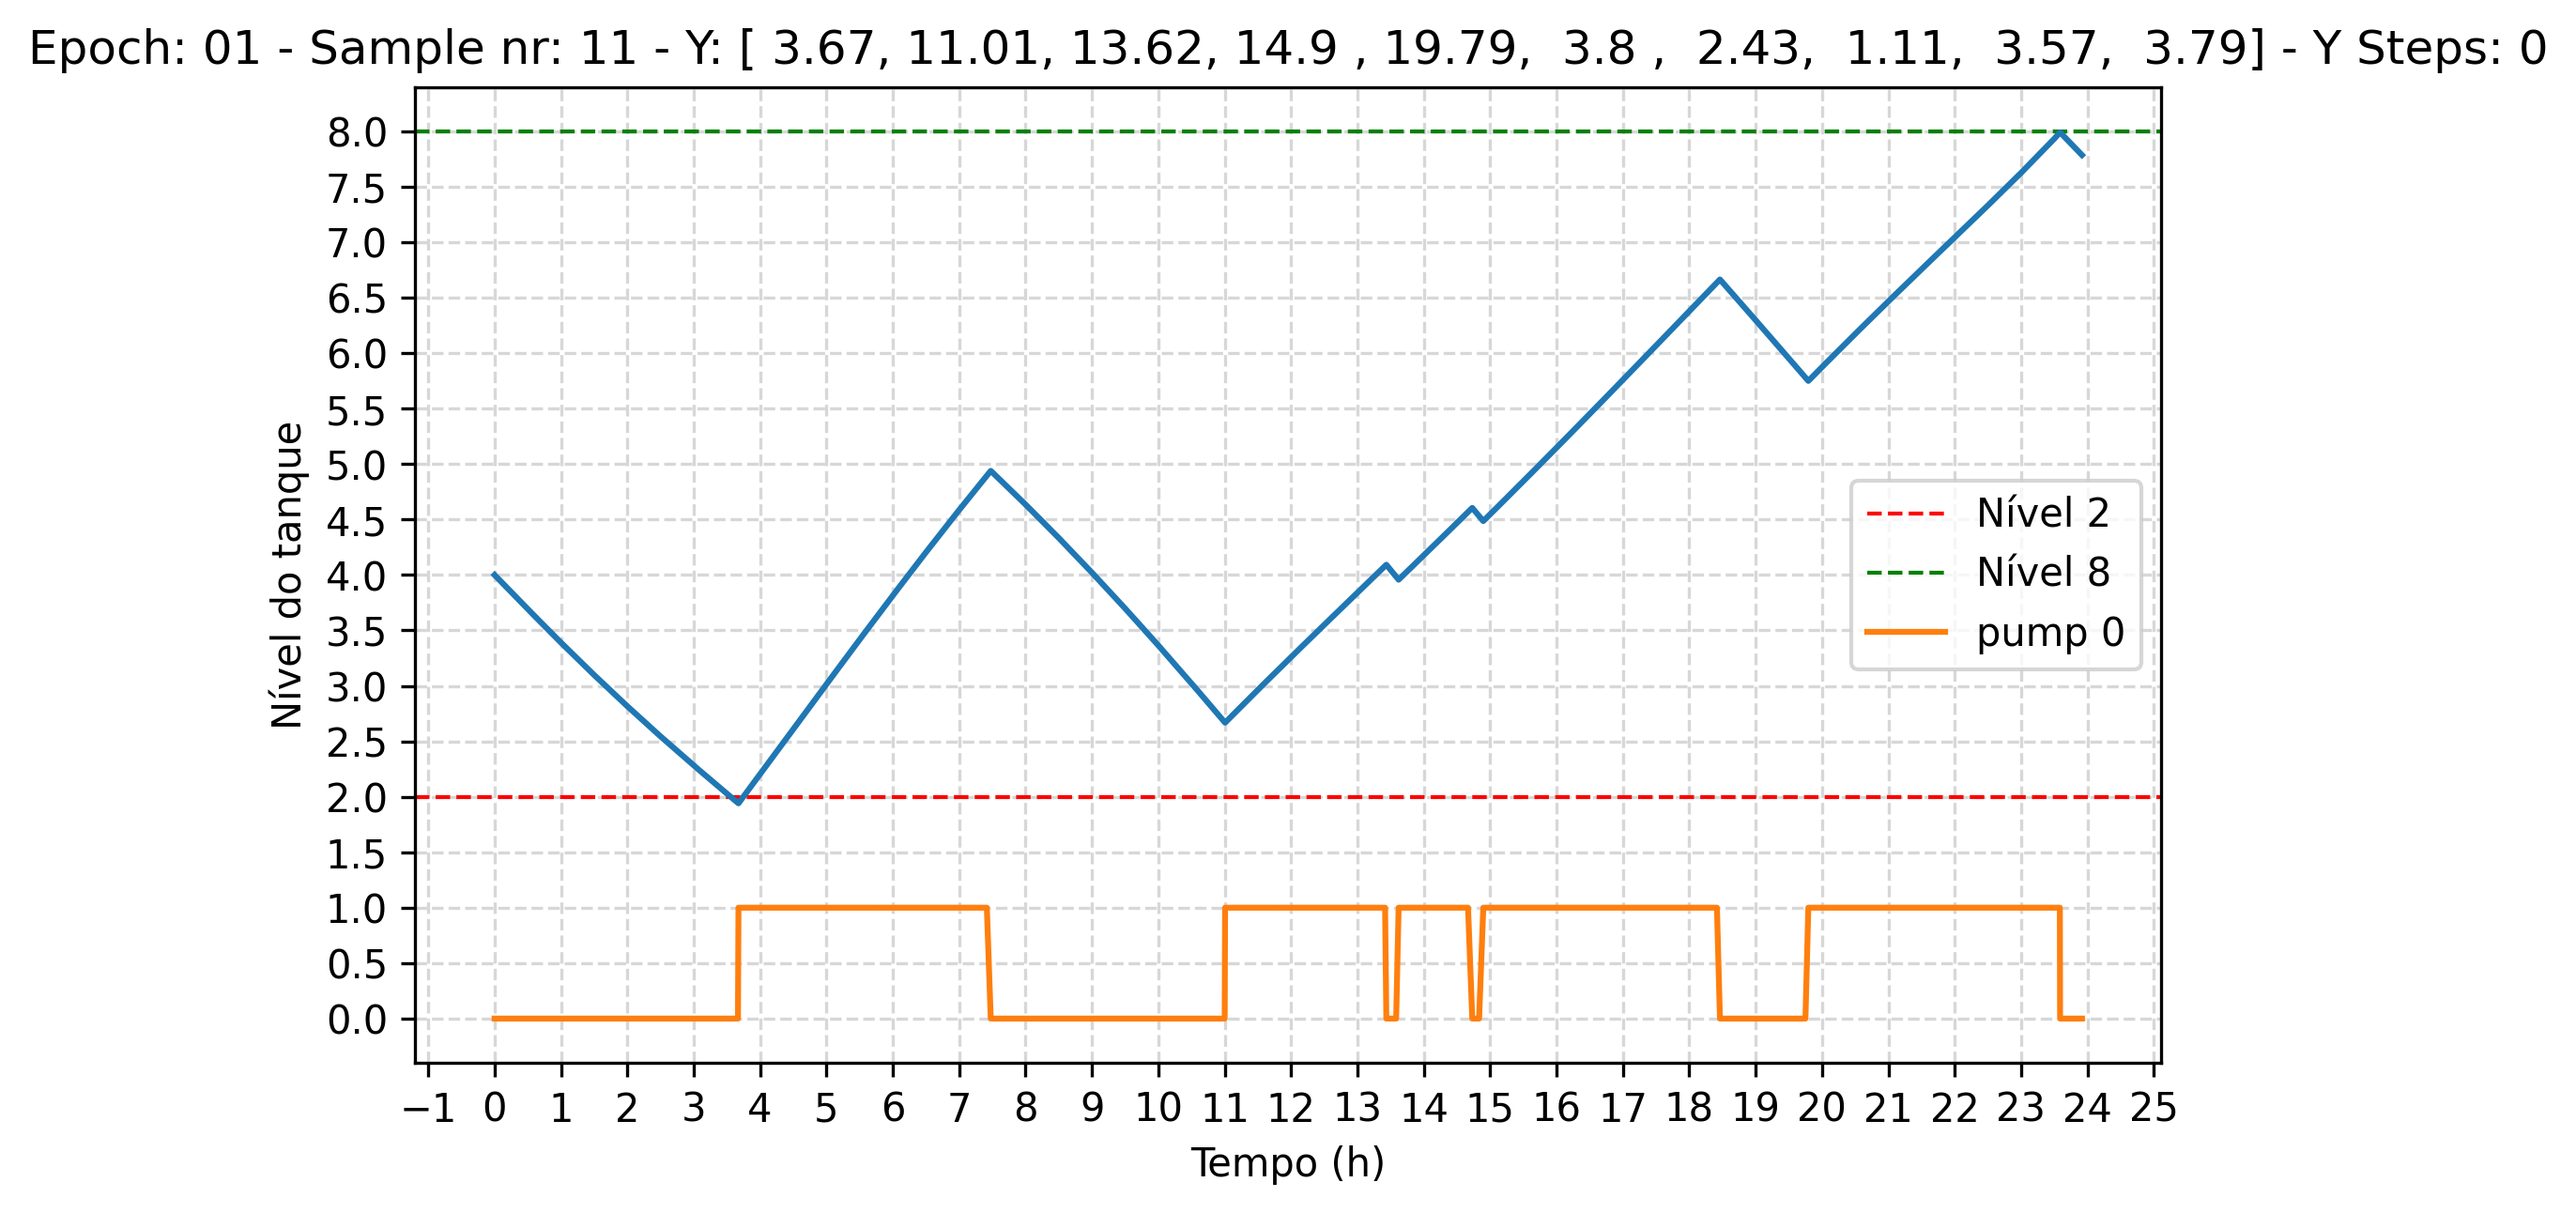 Epoch: 01 - Sample nr: 11 - Y: [ 3.67, 11.01, 13.62, 14.9 , 19.79,  3.8 ,  2.43,  1.11,  3.57,  3.79] - Y Steps: 0
8.0
7.5
7.0
6.5
6.0
5.5
5.0
4.5
4.0
3.5
3.0
2.5
2.0
1.5
1.0
0.5
0.0
Nível do tanque
Nível 2
Nível 8
pump 0
−1 0 1 2 3 4 5 6 7 8 9 10 11 12 13 14 15 16 17 18 19 20 21 22 23 24 25
Tempo (h)